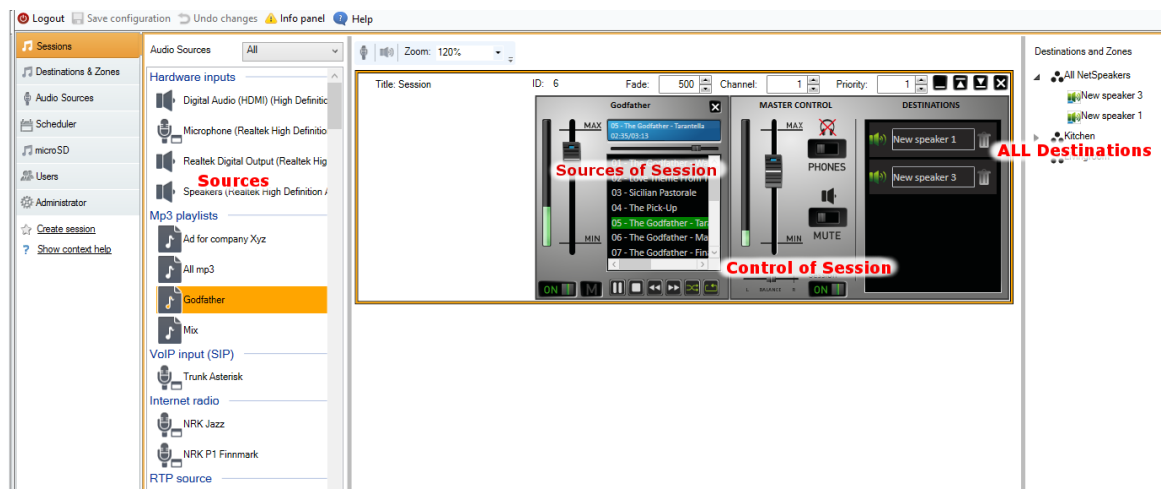 Logout Save configuration Undo changes Info panel Help
Sessions
Destinations & Zones
Audio Sources
Scheduler
microSD
Users
Administrator
Create session
Show context help
Audio Sources All
Hardware inputs
Digital Audio (HDMI) (High Definitic
Microphone (Realtek High Definitio
Realtek Digital Output (Realtek Hig
Sources
Speakers (Realtek High Definition A
Mp3 playlists
Ad for company Xyz
All mp3
Godfather
Mix
VoIP input (SIP)
Trunk Asterisk
Internet radio
NRK Jazz
NRK P1 Finnmark
RTP source
Zoom: 120%
Title: Session ID: 6 Fade: 500 Channel: 1 Priority: 1
Godfather
MAX
05 - The Godfather - Tarantella
02:35/03:13
Sources of Session
03 - Sicilian Pastorale
04 - The Pick-Up
05 - The Godfather - Tar
06 - The Godfather - Ma
07 - The Godfather - Fina
MIN
ON M
MASTER CONTROL
MAX
PHONES
MUTE
MIN
Control of Session
L BALANCE R
ON
DESTINATIONS
New speaker 1
New speaker 3
Destinations and Zones
All NetSpeakers
New speaker 3
New speaker 1
Kitchen
ALL Destinations